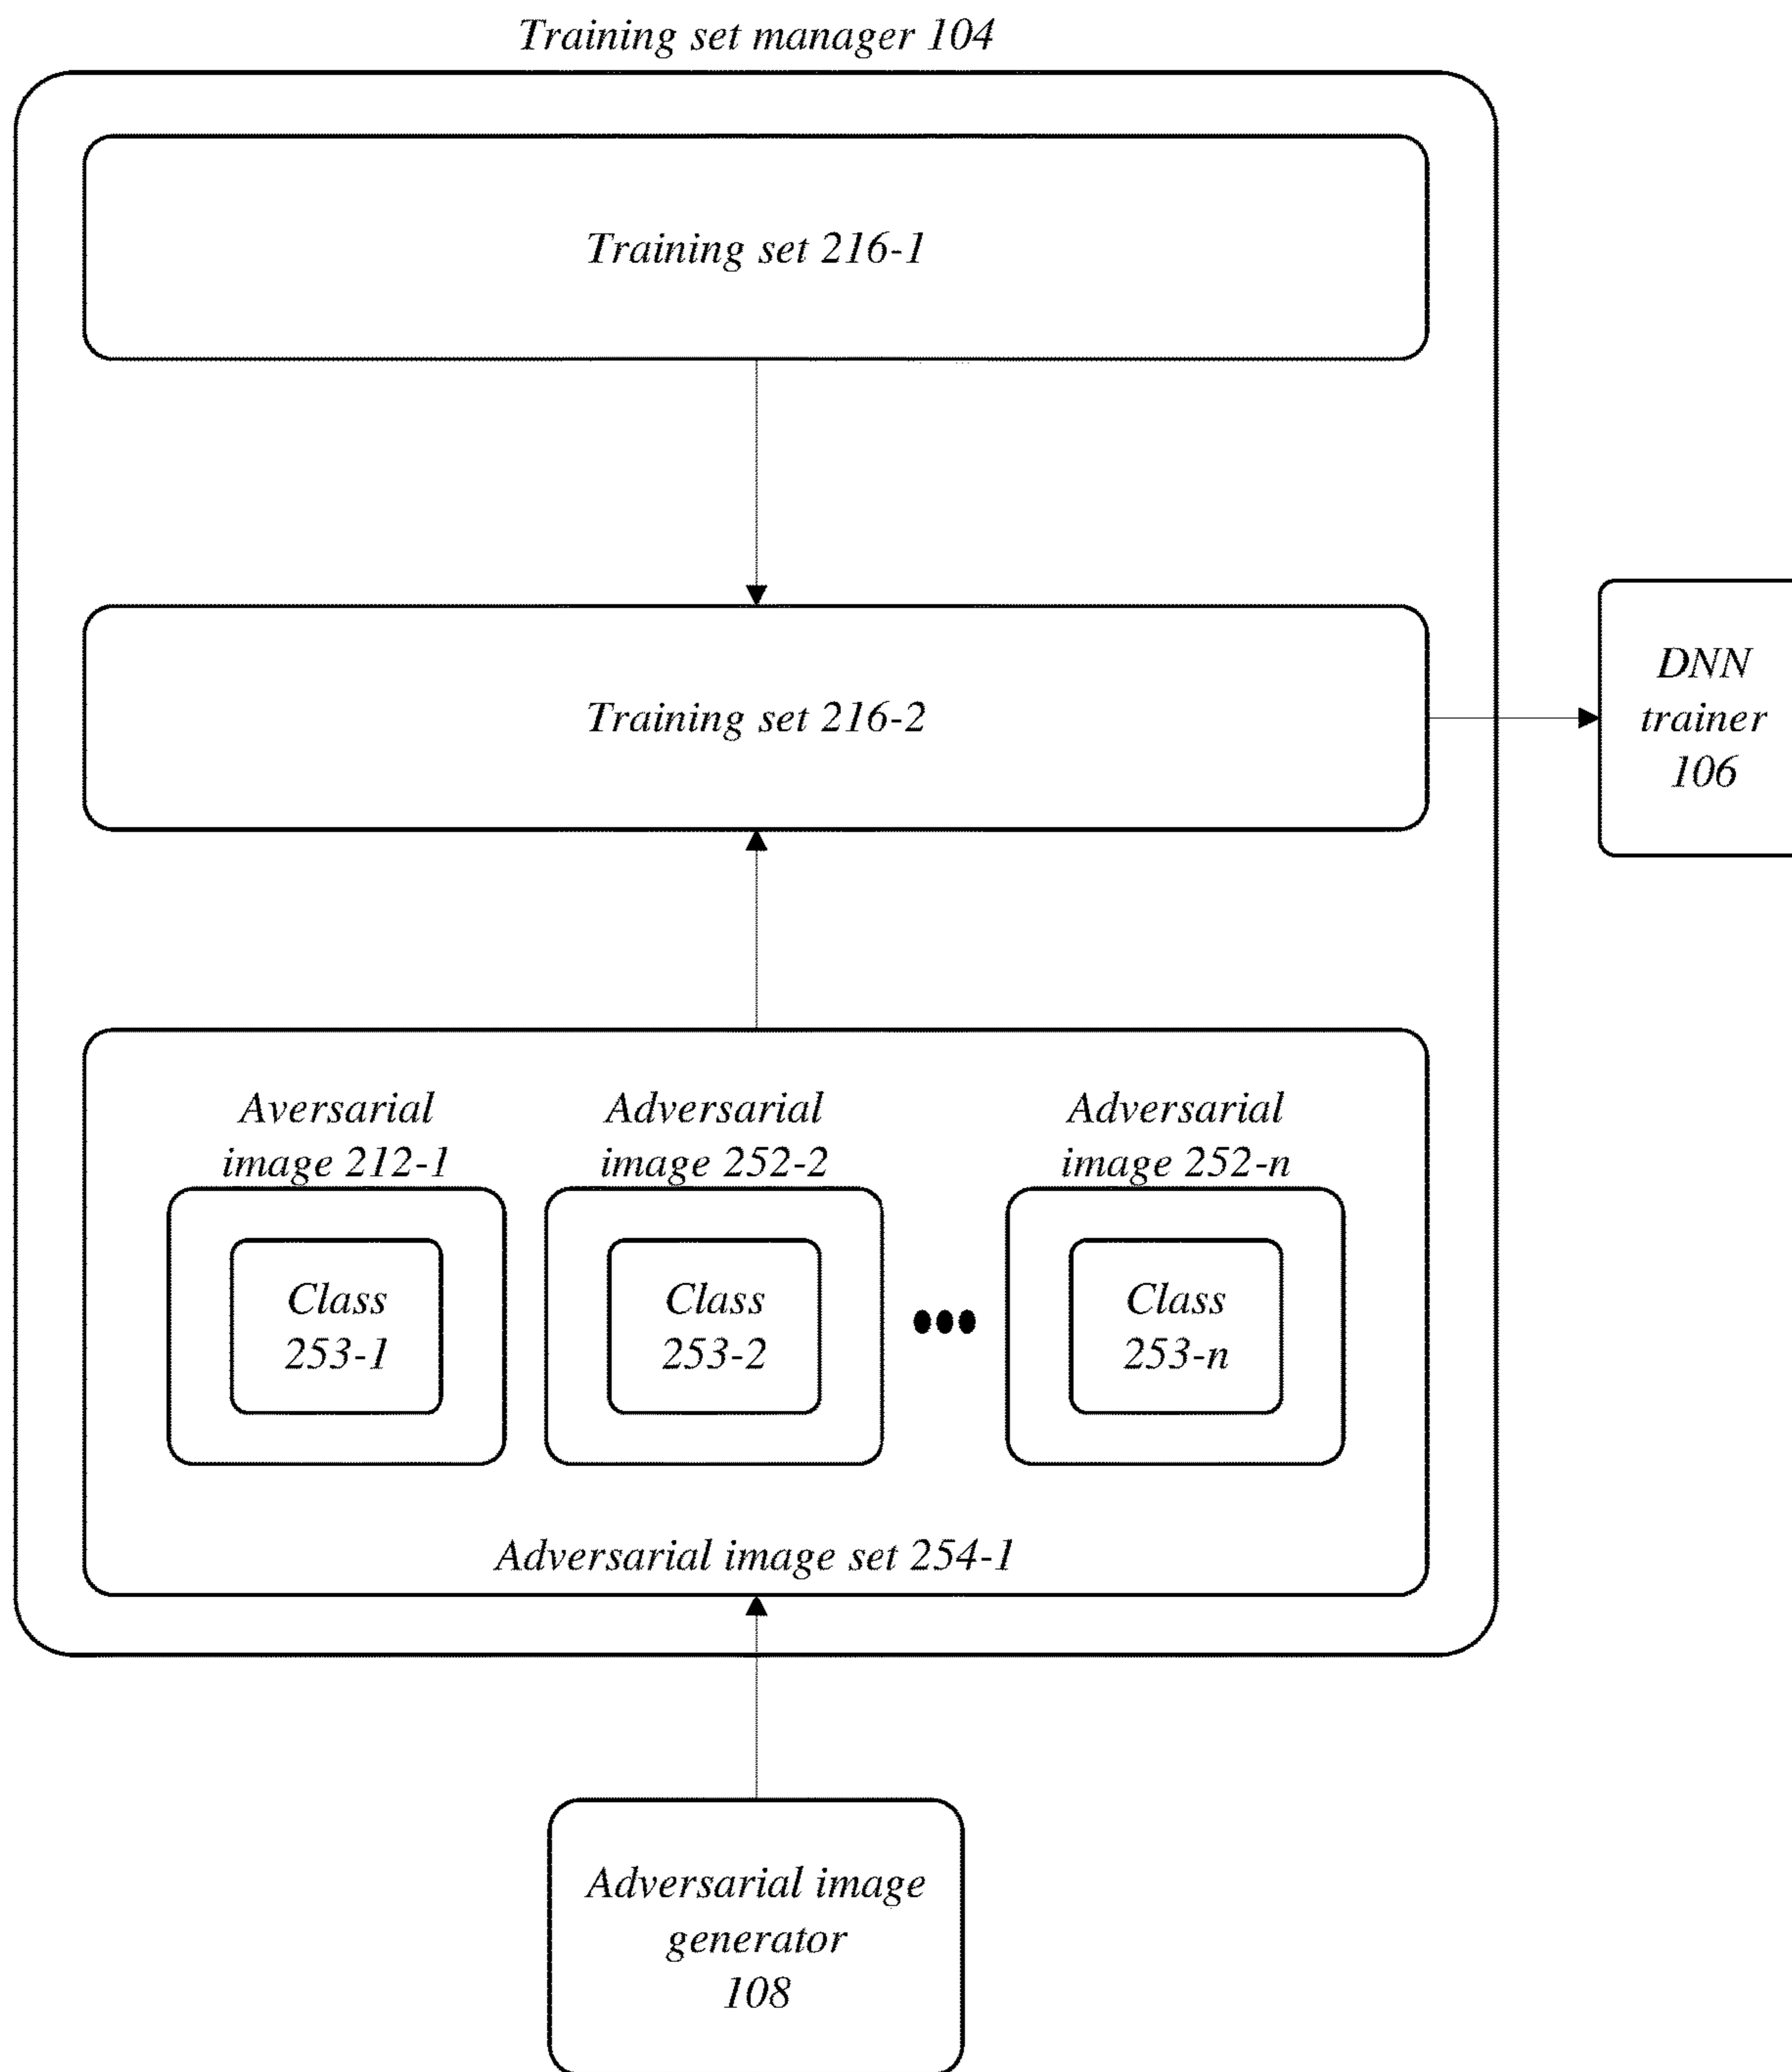 Training set manager 104
Training set 216-1
Training set 216-2
DNN
trainer
106
Aversarial
image 212-1
Adversarial
image 252-2
Adversarial
image 252-n
Class
253-1
Class
253-2
Class
253-n
Adversarial image set 254-1
Adversarial image
generator
108